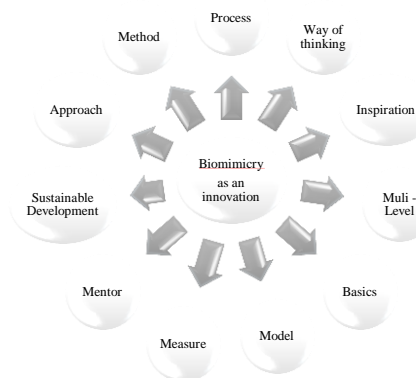 Process
Way of
thinking
Method
Inspiration
Approach
Biomimicry
as an
innovation
Sustainable
Development
Muli -
Level
Mentor
Basics
Measure
Model